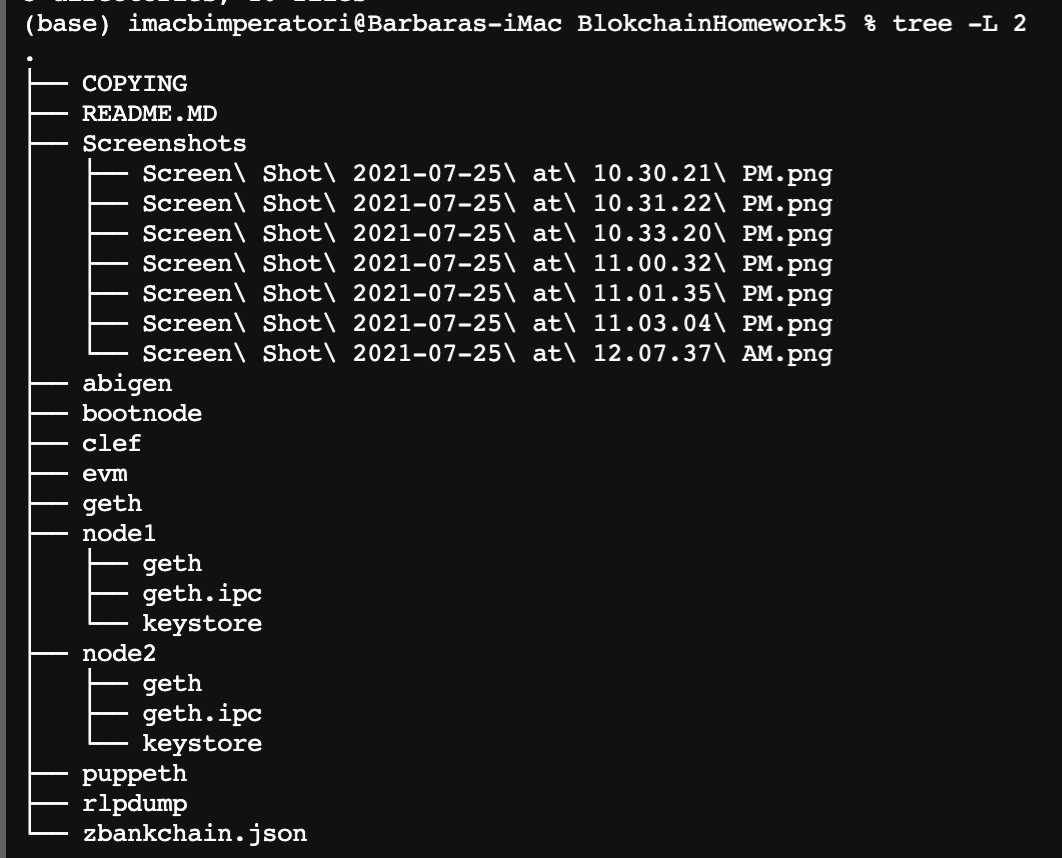 (base) imacbimperatori@Barbaras-iMac BlokchainHomework5 % tree -L 2
.
├── COPYING
├── README.MD
├── Screenshots
│   ├── Screen\ Shot\ 2021-07-25\ at\ 10.30.21\ PM.png
│   ├── Screen\ Shot\ 2021-07-25\ at\ 10.31.22\ PM.png
│   ├── Screen\ Shot\ 2021-07-25\ at\ 10.33.20\ PM.png
│   ├── Screen\ Shot\ 2021-07-25\ at\ 11.00.32\ PM.png
│   ├── Screen\ Shot\ 2021-07-25\ at\ 11.01.35\ PM.png
│   ├── Screen\ Shot\ 2021-07-25\ at\ 11.03.04\ PM.png
│   └── Screen\ Shot\ 2021-07-25\ at\ 12.07.37\ AM.png
├── abigen
├── bootnode
├── clef
├── evm
├── geth
├── node1
│   ├── geth
│   ├── geth.ipc
│   └── keystore
├── node2
│   ├── geth
│   ├── geth.ipc
│   └── keystore
├── puppeth
├── rlpdump
└── zbankchain.json